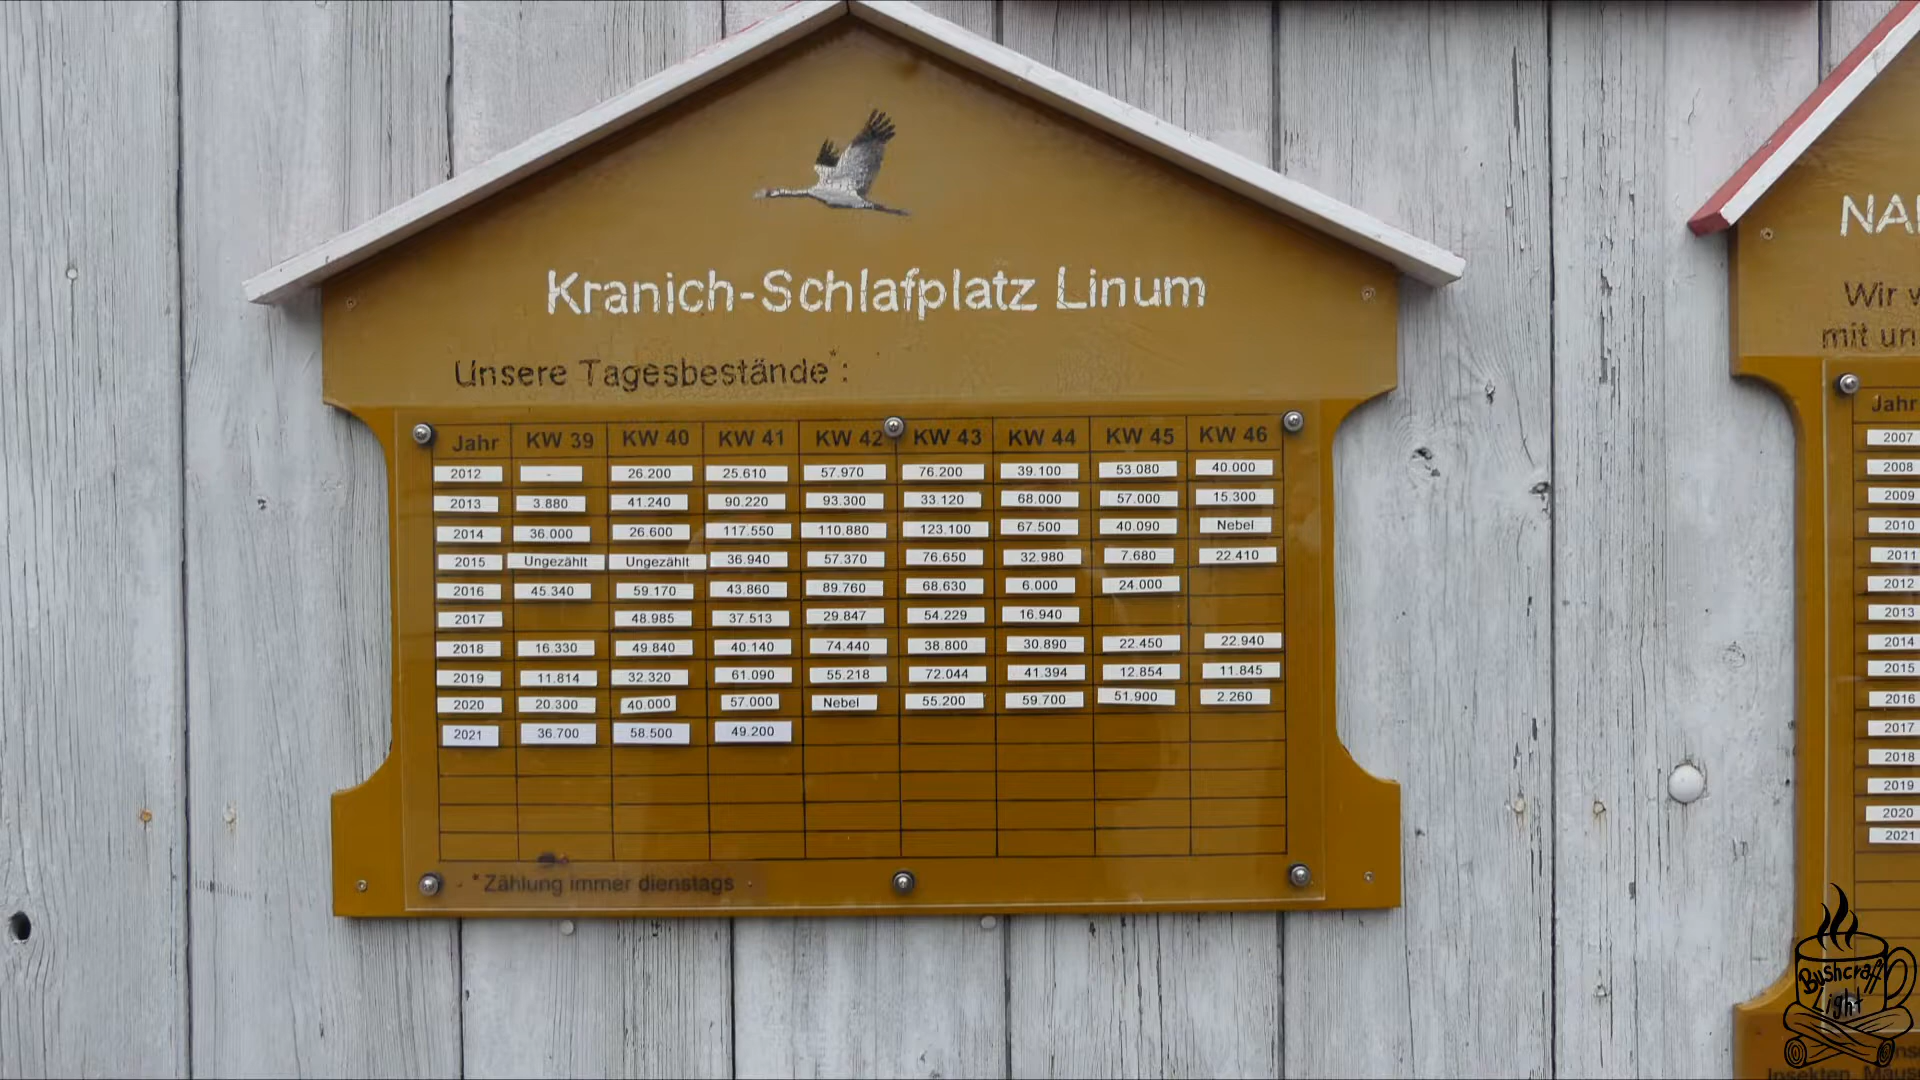 Kranich-Schlafplatz Linum
Unsere Tagesbestände*:
Jahr KW 39 KW 40 KW 41 KW 42 KW 43 KW 44 KW 45 KW 46
2012 - 26.200 25.610 57.970 76.200 39.100 53.080 40.000
2013 3.880 41.240 90.220 93.300 33.120 68.000 57.000 15.300
2014 36.000 26.600 117.550 110.880 123.100 67.500 40.090 Nebel
2015 Ungezählt Ungezählt 36.940 57.370 76.650 32.980 7.680 22.410
2016 45.340 59.170 43.860 89.760 68.630 6.000 24.000
2017 48.985 37.513 29.847 54.229 16.940
2018 16.330 49.840 40.140 74.440 38.800 30.890 22.450 22.940
2019 11.814 32.320 61.090 55.218 72.044 41.394 12.854 11.845
2020 20.300 40.000 57.000 Nebel 55.200 59.700 51.900 2.260
2021 36.700 58.500 49.200
*Zählung immer dienstags
Wir
mit
Jahr
2007
2008
2009
2010
2011
2012
2013
2014
2015
2016
2017
2018
2019
2020
2021
Insekten, Mäuse
Bushcraft
Light